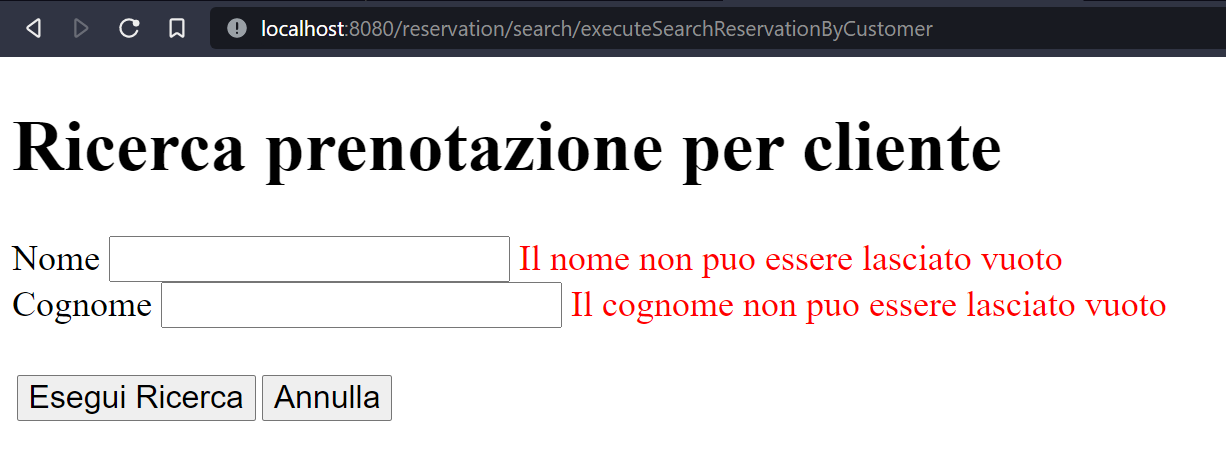 localhost:8080/reservation/search/executeSearchReservationByCustomer
Ricerca prenotazione per cliente
Nome Il nome non puo essere lasciato vuoto
Cognome Il cognome non puo essere lasciato vuoto
Esegui Ricerca Annulla